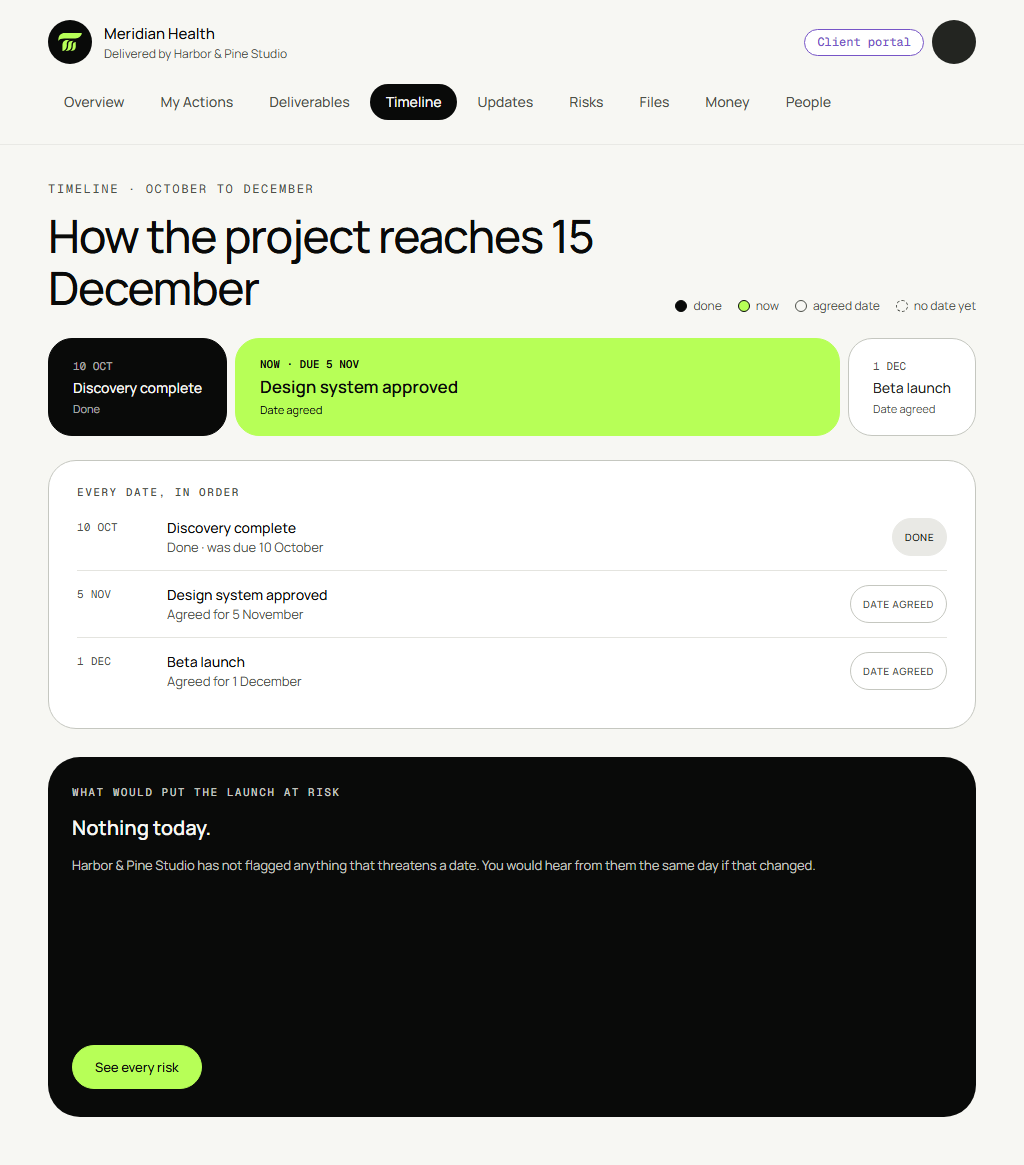 Meridian Health
Delivered by Harbor & Pine Studio
Client portal
Overview
My Actions
Deliverables
Timeline
Updates
Risks
Files
Money
People
TIMELINE · OCTOBER TO DECEMBER
How the project reaches 15
December
done
now
agreed date
no date yet
10 OCT
Discovery complete
Done
NOW · DUE 5 NOV
Design system approved
Date agreed
1 DEC
Beta launch
Date agreed
EVERY DATE, IN ORDER
10 OCT
Discovery complete
Done · was due 10 October
DONE
5 NOV
Design system approved
Agreed for 5 November
DATE AGREED
1 DEC
Beta launch
Agreed for 1 December
DATE AGREED
WHAT WOULD PUT THE LAUNCH AT RISK
Nothing today.
Harbor & Pine Studio has not flagged anything that threatens a date. You would hear from them the same day if that changed.
See every risk